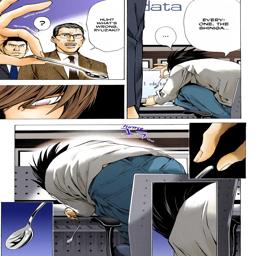 ?
HUH?
WHAT'S
WRONG,
RYUZAKI?
data
...
EVERY-
ONE, THE
SHINIGA...